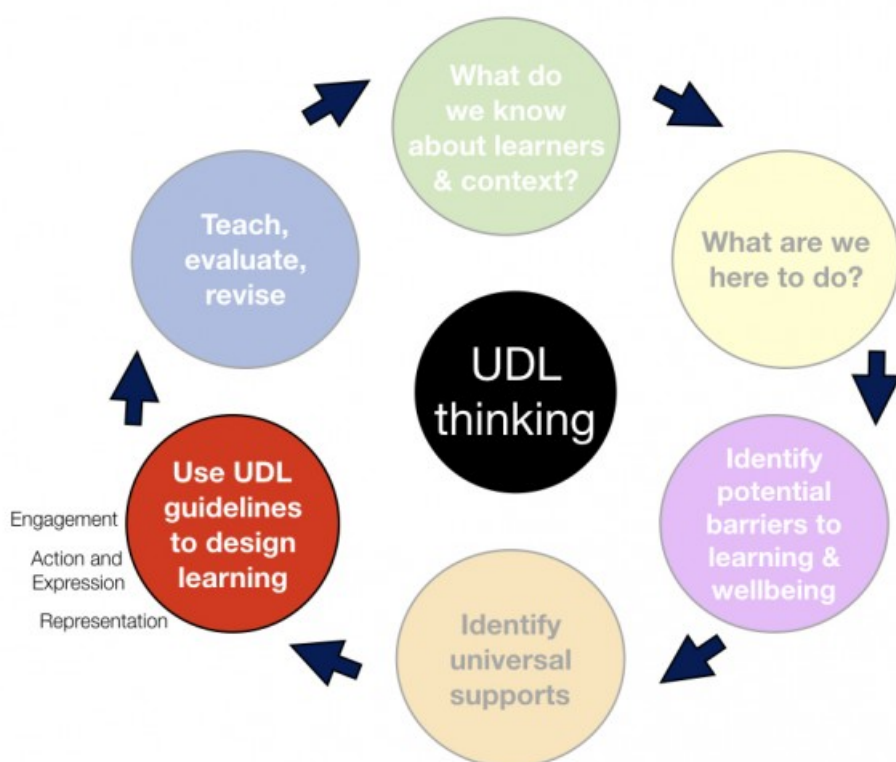 What do
we know
about learners
& context?
What are we
here to do?
Identify
potential
barriers to
learning &
wellbeing
Identify
universal
supports
Use UDL
guidelines
to design
learning
Engagement
Action and
Expression
Representation
Teach,
evaluate,
revise
UDL
thinking